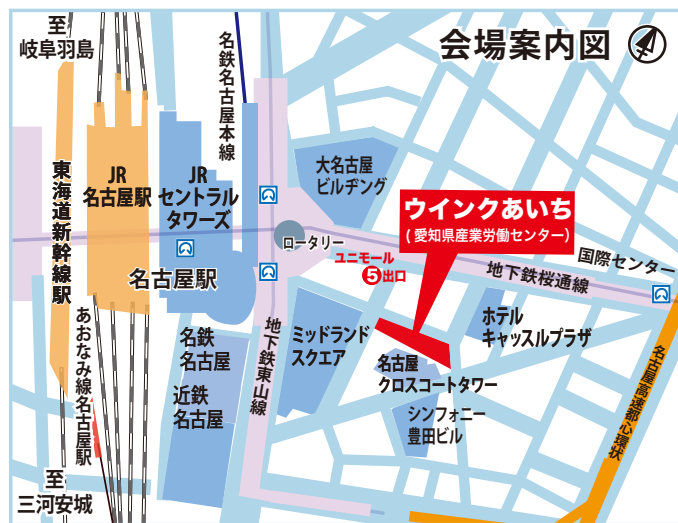 会場案内図
至
岐阜羽島
名鉄名古屋本線
東海道新幹線駅
JR
名古屋駅
JR
セントラル
タワーズ
大名古屋
ビルヂング
ウインクあいち
(愛知県産業労働センター)
ロータリー
ユニモール
5出口
国際センター
地下鉄桜通線
名古屋駅
あおなみ線名古屋駅
名鉄
名古屋
近鉄
名古屋
地下鉄東山線
ミッドランド
スクエア
ホテル
キャッスルプラザ
名古屋
クロスコートタワー
シンフォニー
豊田ビル
名古屋高速都心環状
至
三河安城